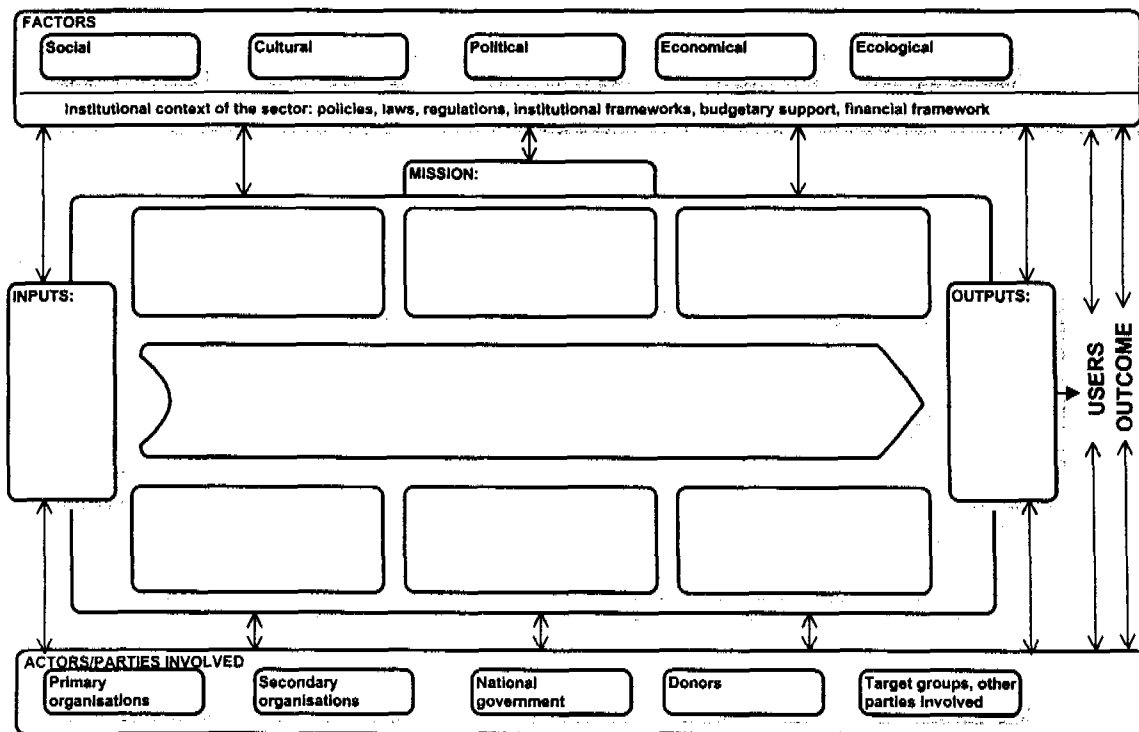 FACTORS
Social
Cultural
Political
Economical
Ecological
Institutional context of the sector: policies, laws, regulations, institutional frameworks, budgetary support, financial framework
MISSION:
INPUTS:
OUTPUTS:
USERS
OUTCOME
ACTORS/PARTIES INVOLVED
Primary
organisations
Secondary
organisations
National
government
Donors
Target groups, other
parties involved